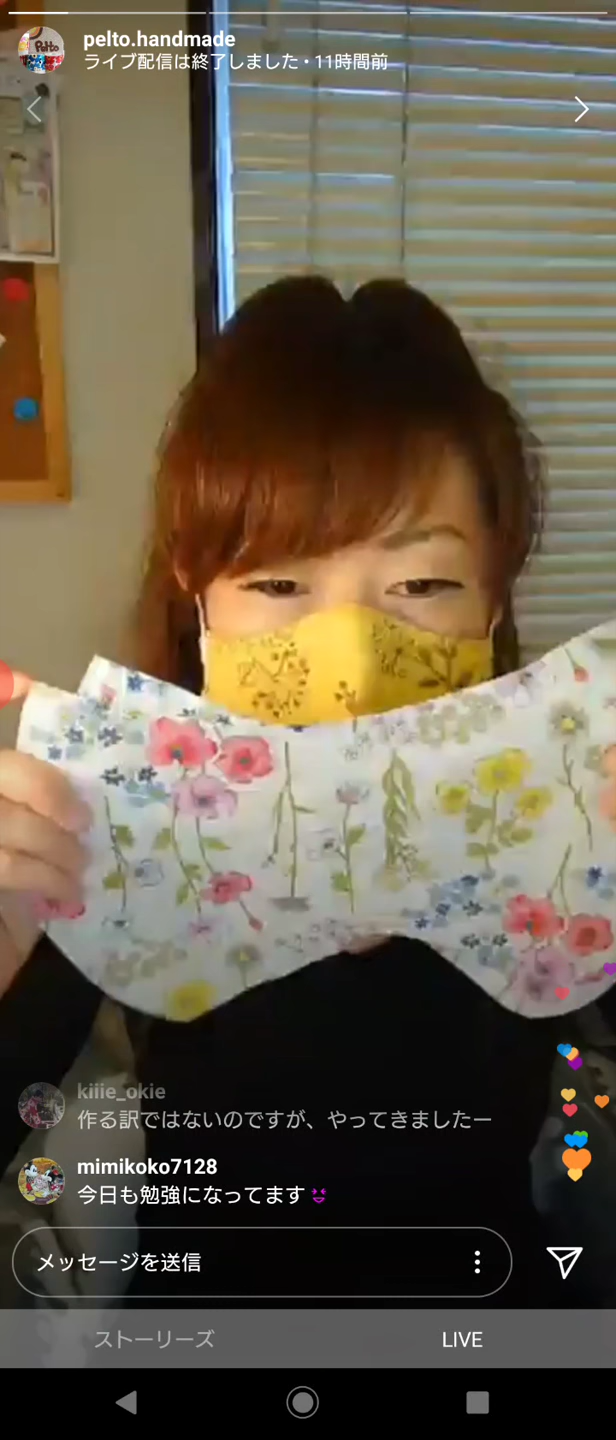 pelto.handmade
ライブ配信は終了しました • 11時間前
kiiie_okie
作る訳ではないのですが、やってきましたー
mimikoko7128
今日も勉強になってます
メッセージを送信
ストーリーズ
LIVE